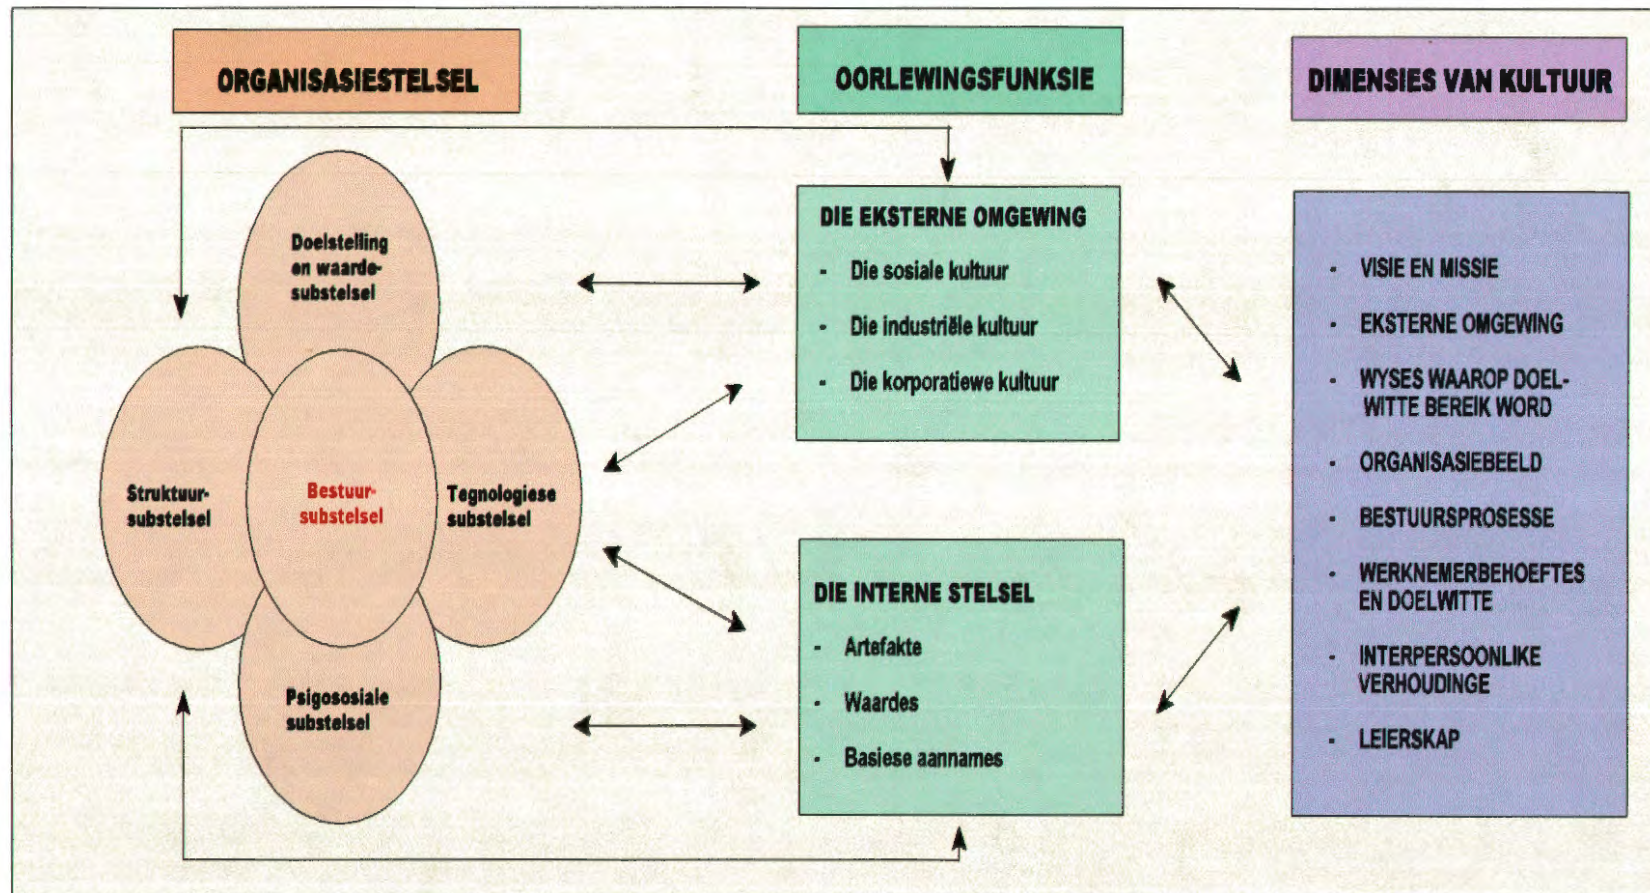 ORGANISASIESTELSEL
OORLEWINGSFUNKSIE
DIMENSIES VAN KULTUUR
Doelstelling
en waarde-
substelsel
Struktuur-
substelsel
Bestuur-
substelsel
Tegnologiese
substelsel
Psigososiale
substelsel
DIE EKSTERNE OMGEWING
- Die sosiale kultuur
- Die industriële kultuur
- Die korporatiewe kultuur
DIE INTERNE STELSEL
- Artefakte
- Waardes
- Basiese aannames
- VISIE EN MISSIE
- EKSTERNE OMGEWING
- WYSES WAAROP DOEL-
WITTE BEREIK WORD
- ORGANISASIEBEELD
- BESTUURSPROSESSE
- WERKNEMERBEHOEFTES
EN DOELWITTE
- INTERPERSOONLIKE
VERHOUDINGE
- LEIERSKAP